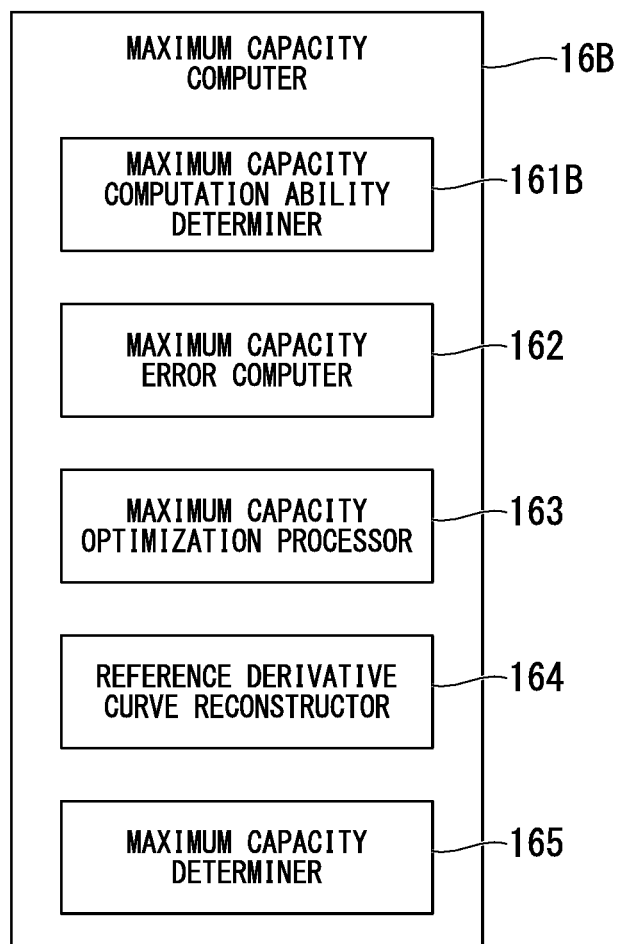 MAXIMUM CAPACITY
COMPUTER
16B
MAXIMUM CAPACITY
COMPUTATION ABILITY
DETERMINER
161B
MAXIMUM CAPACITY
ERROR COMPUTER
162
MAXIMUM CAPACITY
OPTIMIZATION PROCESSOR
163
REFERENCE DERIVATIVE
CURVE RECONSTRUCTOR
164
MAXIMUM CAPACITY
DETERMINER
165